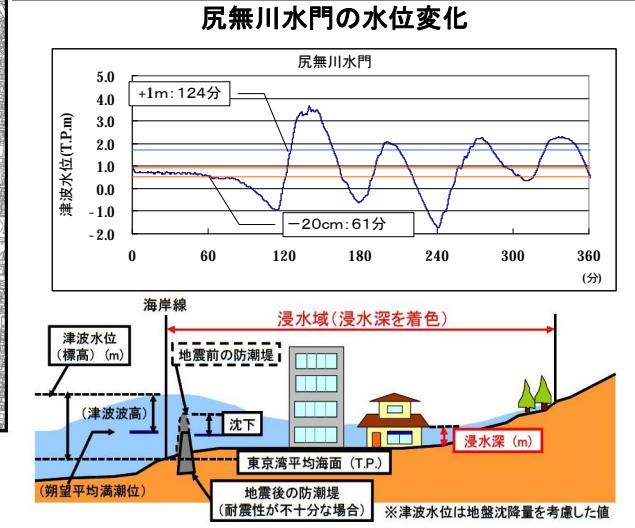 尻無川水門の水位変化
尻無川水門
津波水位(T.P.m)
5.0
4.0
3.0
2.0
1.0
0.0
-1.0
-2.0
+1m:124分
-20cm:61分
0
60
120
180
240
300
360
(分)
海岸線
浸水域(浸水深を着色)
津波水位
(標高)(m)
地震前の防潮堤
(津波波高)
沈下
浸水深(m)
東京湾平均海面(T.P.)
(朔望平均満潮位)
地震後の防潮堤
(耐震性が不十分な場合)
※津波水位は地盤沈降量を考慮した値